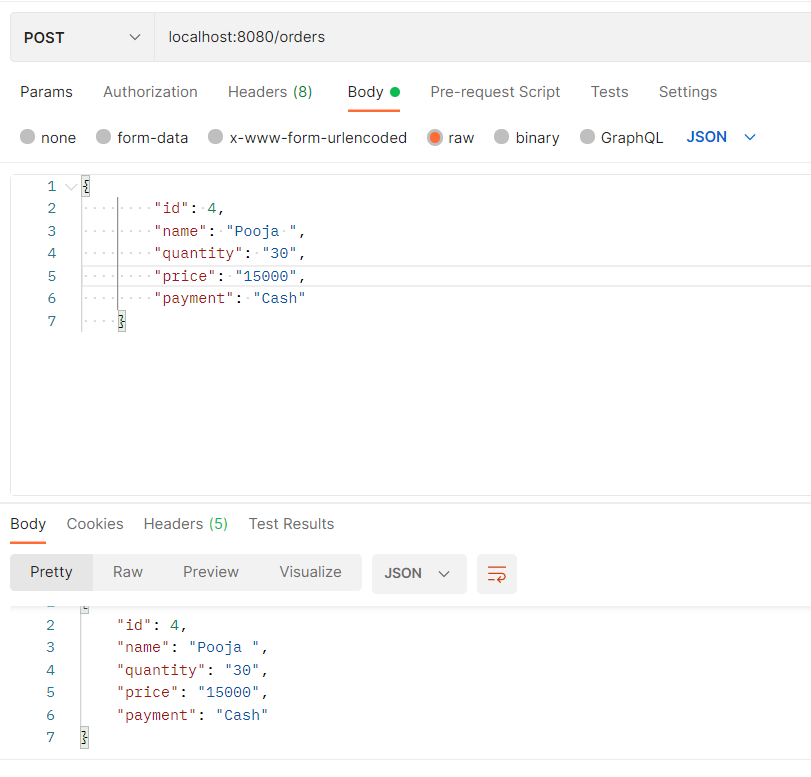 POST localhost:8080/orders
Params Authorization Headers (8) Body Pre-request Script Tests Settings
none form-data x-www-form-urlencoded raw binary GraphQL JSON
1 {
2 "id": 4,
3 "name": "Pooja ",
4 "quantity": "30",
5 "price": "15000",
6 "payment": "Cash"
7 }
Body Cookies Headers (5) Test Results
Pretty Raw Preview Visualize JSON
2 "id": 4,
3 "name": "Pooja ",
4 "quantity": "30",
5 "price": "15000",
6 "payment": "Cash"
7 }